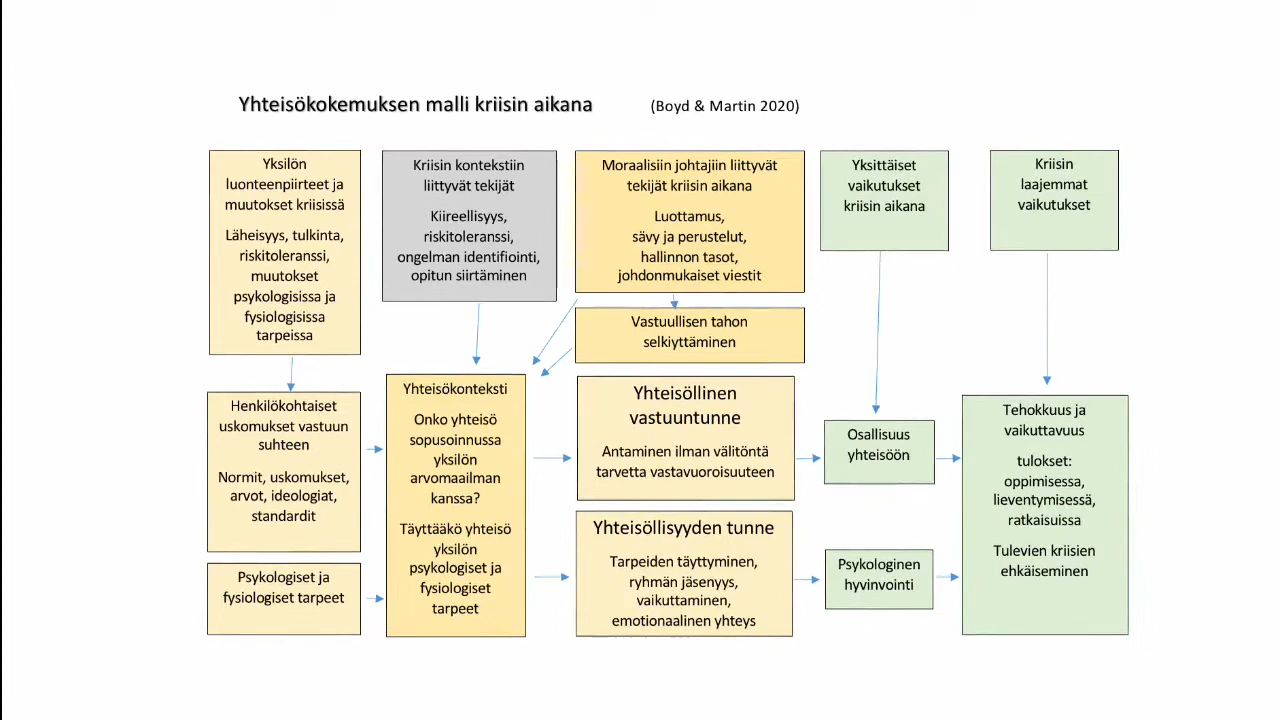 Yhteisökokemuksen malli kriisin aikana (Boyd & Martin 2020)
Yksilön
luonteenpiirteet ja
muutokset kriisissä
Läheisyys, tulkinta,
riskitoleranssi,
muutokset
psykologisissa ja
fysiologisissa
tarpeissa
Kriisin kontekstiin
liittyvät tekijät
Kiireellisyys,
riskitoleranssi,
ongelman identifiointi,
opitun siirtäminen
Moraalisiin johtajiin liittyvät
tekijät kriisin aikana
Luottamus,
sävy ja perustelut,
hallinnon tasot,
johdonmukaiset viestit
Yksittäiset
vaikutukset
kriisin aikana
Kriisin
laajemmat
vaikutukset
Vastuullisen tahon
selkiyttäminen
Henkilökohtaiset
uskomukset vastuun
suhteen
Normit, uskomukset,
arvot, ideologiat,
standardit
Psykologiset ja
fysiologiset tarpeet
Yhteisökonteksti
Onko yhteisö
sopusoinnussa
yksilön
arvomaailman
kanssa?
Täyttääkö yhteisö
yksilön
psykologiset ja
fysiologiset
tarpeet
Yhteisöllinen
vastuuntunne
Antaminen ilman välitöntä
tarvetta vastavuoroisuuteen
Yhteisöllisyyden tunne
Tarpeiden täyttyminen,
ryhmän jäsenyys,
vaikuttaminen,
emotionaalinen yhteys
Osallisuus
yhteisöön
Psykologinen
hyvinvointi
Tehokkuus ja
vaikuttavuus
tulokset:
oppimisessa,
lieventymisessä,
ratkaisuissa
Tulevien kriisien
ehkäiseminen